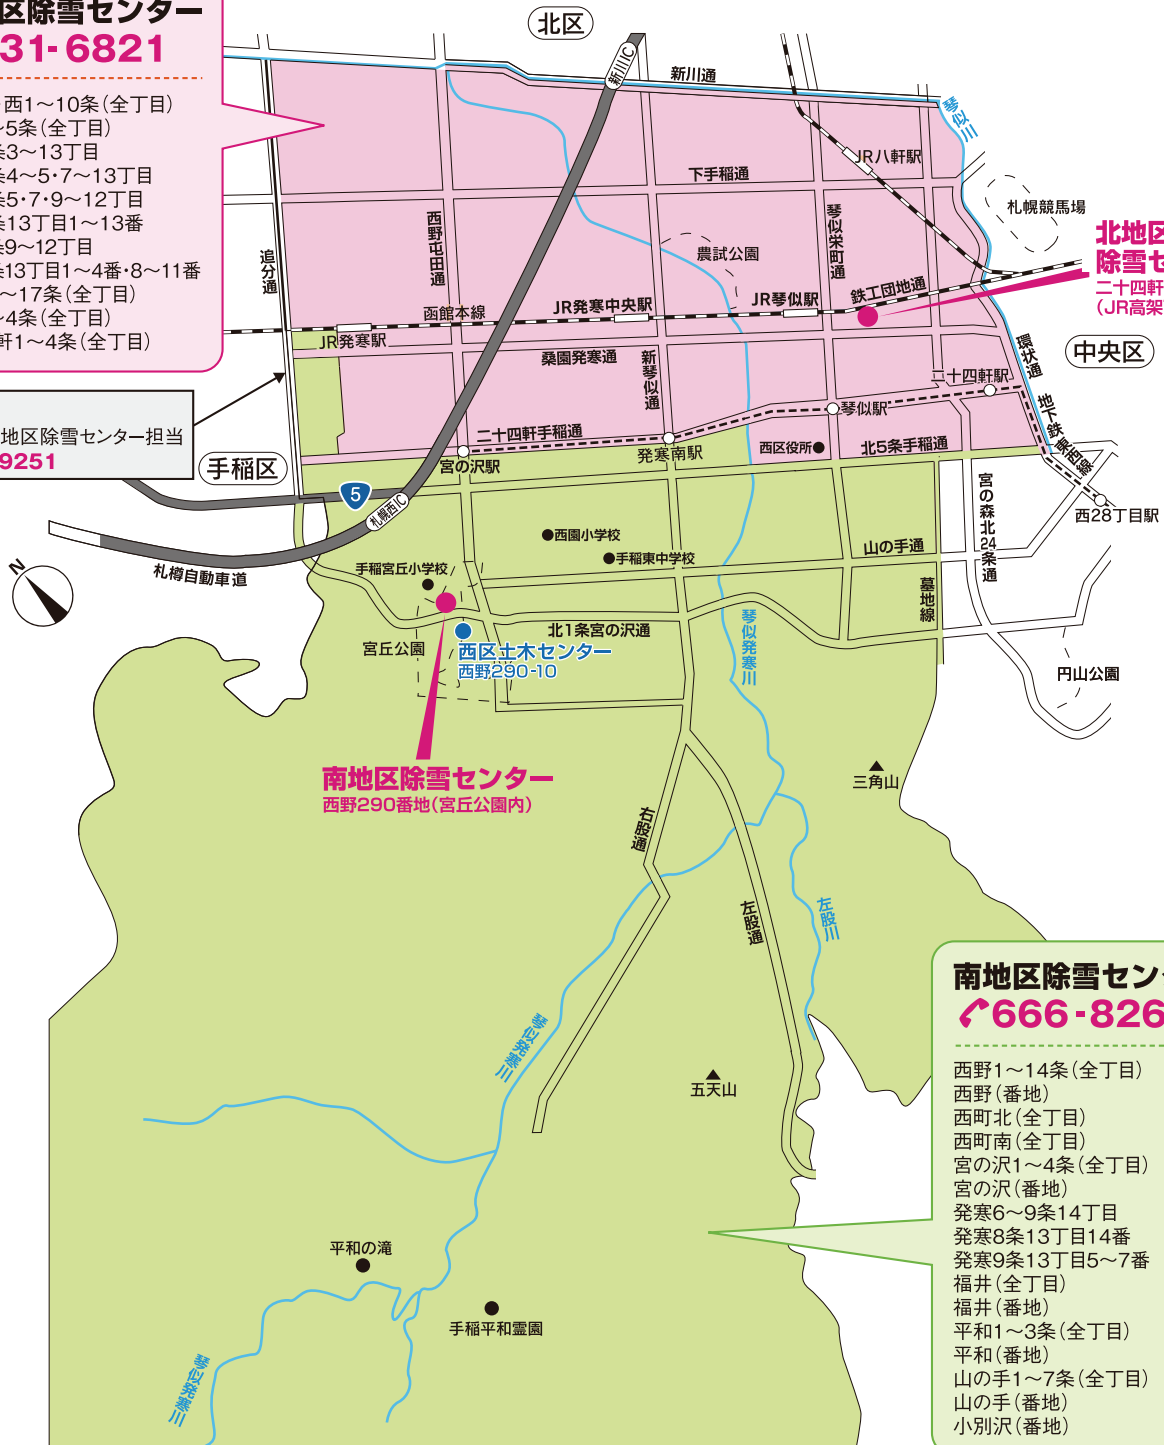 区除雪センター
31-6821
西1〜10条(全丁目)
5条(全丁目)
3〜13丁目
4〜5・7〜13丁目
5・7・9〜12丁目
13丁目1〜13番
9〜12丁目
13丁目1〜4番・8〜11番
〜17条(全丁目)
4条(全丁目)
軒1〜4条(全丁目)
地区除雪センター担当
9251
北区
手稲区
中央区
新川IC
新川通
琴似川
JR八軒駅
下手稲通
札幌競馬場
西野屯田通
追分通
琴似栄町通
農試公園
北地区
除雪セ
二十四軒
(JR高架
鉄工団地通
JR琴似駅
JR発寒中央駅
函館本線
JR発寒駅
桑園発寒通
新琴似通
環状通
二十四軒駅
琴似駅
地下鉄東西線
二十四軒手稲通
宮の沢駅
発寒南駅
西区役所
北5条手稲通
5
札幌西IC
札樽自動車道
N
西28丁目駅
宮の森北24条通
西園小学校
手稲東中学校
手稲宮丘小学校
山の手通
墓地線
北1条宮の沢通
宮丘公園
西区土木センター
西野290-10
琴似発寒川
円山公園
南地区除雪センター
西野290番地(宮丘公園内)
三角山
右股通
左股通
左股川
琴似発寒川
五天山
平和の滝
手稲平和霊園
琴似発寒川
南地区除雪セン
666-826
西野1〜14条(全丁目)
西野(番地)
西町北(全丁目)
西町南(全丁目)
宮の沢1〜4条(全丁目)
宮の沢(番地)
発寒6〜9条14丁目
発寒8条13丁目14番
発寒9条13丁目5〜7番
福井(全丁目)
福井(番地)
平和1〜3条(全丁目)
平和(番地)
山の手1〜7条(全丁目)
山の手(番地)
小別沢(番地)